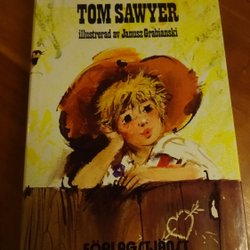 TOM SAWYER
illustrerad av Janusz Grabianski